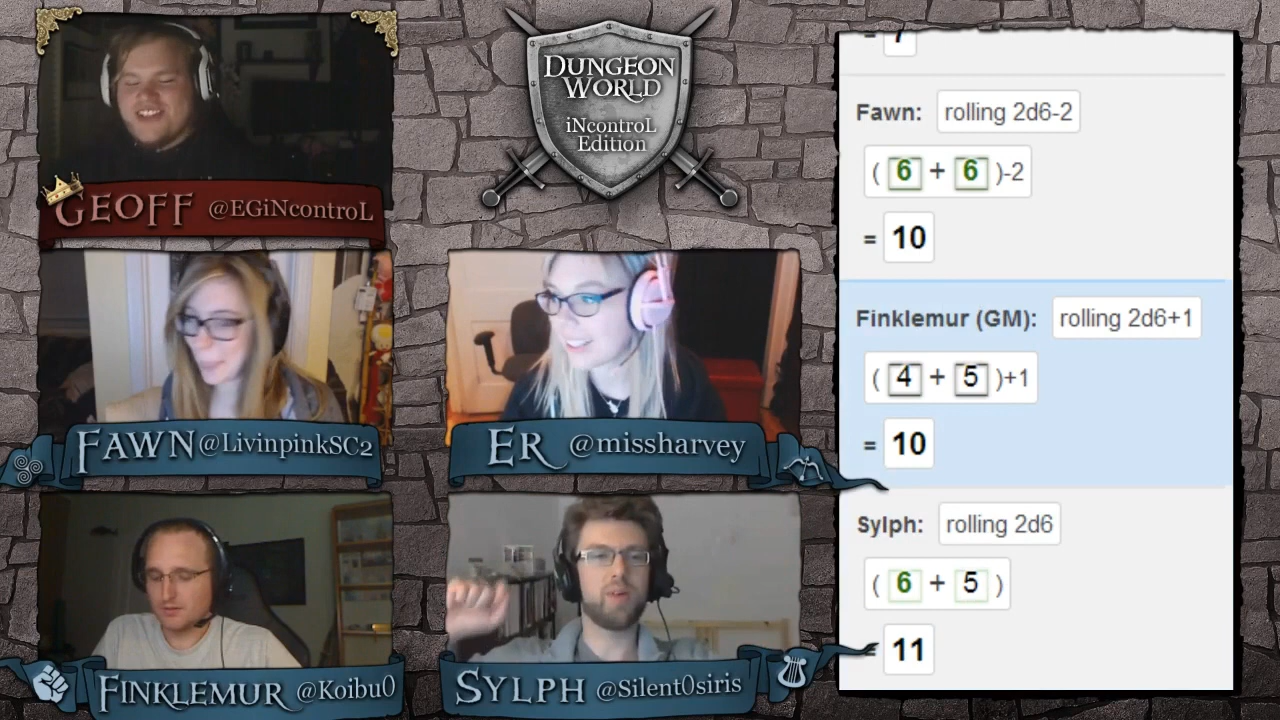 DUNGEON
WORLD
iNcontroL
Edition
GEOFF @EGiNcontroL
FAWN @LivinpinkSC2
ER @missharvey
FINKLEMUR @Koibu0
SYLPH @Silent0siris
= 7
Fawn: rolling 2d6-2
( 6 + 6 )-2
= 10
Finklemur (GM): rolling 2d6+1
( 4 + 5 )+1
= 10
Sylph: rolling 2d6
( 6 + 5 )
= 11